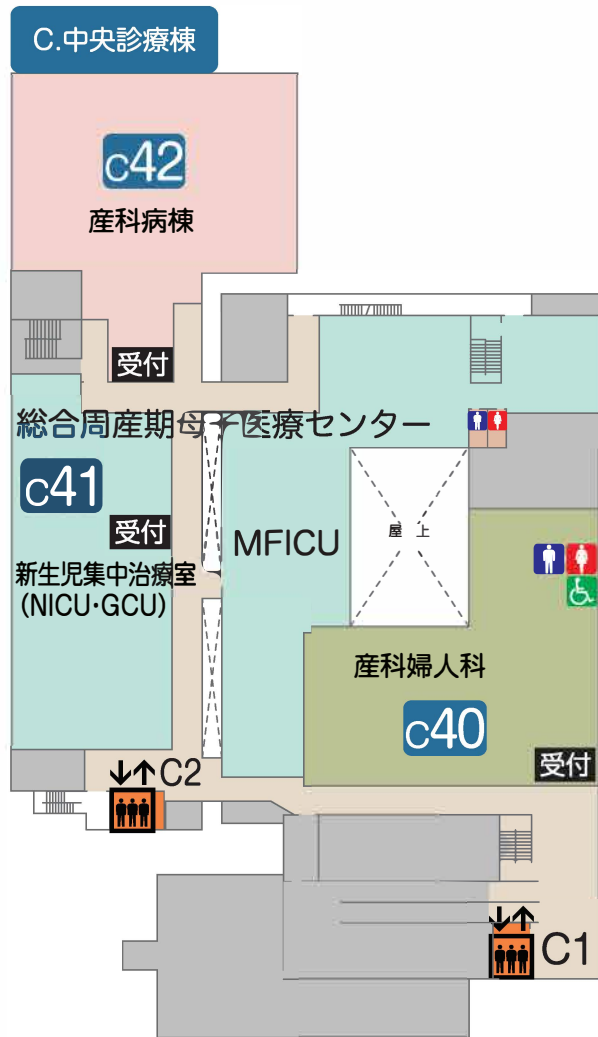 C.中央診療棟
C42
産科病棟
受付
総合周産期母子医療センター
C41
受付
新生児集中治療室
(NICU・GCU)
MFICU
屋上
産科婦人科
C40
受付
C2
C1